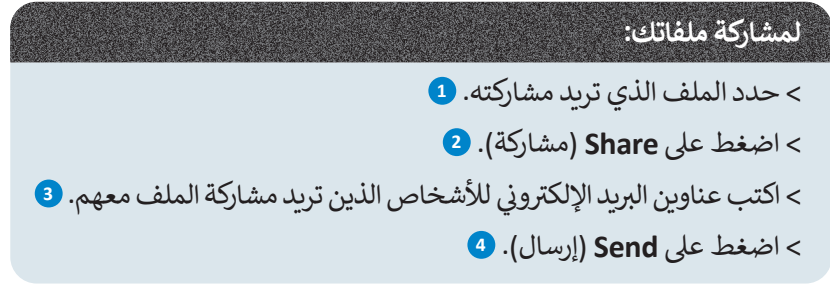 لمشاركة ملفاتك:
> حدد الملف الذي تريد مشاركته. 1
> اضغط على Share (مشاركة). 2
> اكتب عناوين البريد الإلكتروني للأشخاص الذين تريد مشاركة الملف معهم. 3
> اضغط على Send (إرسال). 4